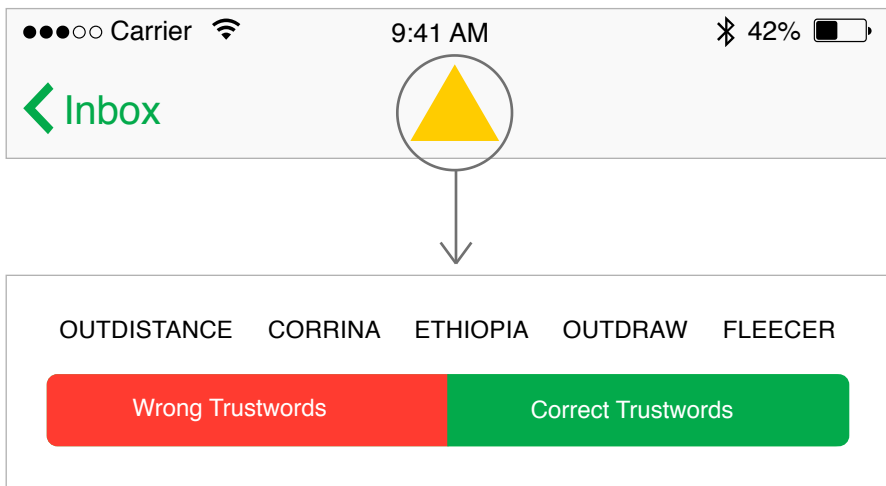 Carrier 9:41 AM 42%
Inbox
OUTDISTANCE CORRINA ETHIOPIA OUTDRAW FLEECER
Wrong Trustwords Correct Trustwords